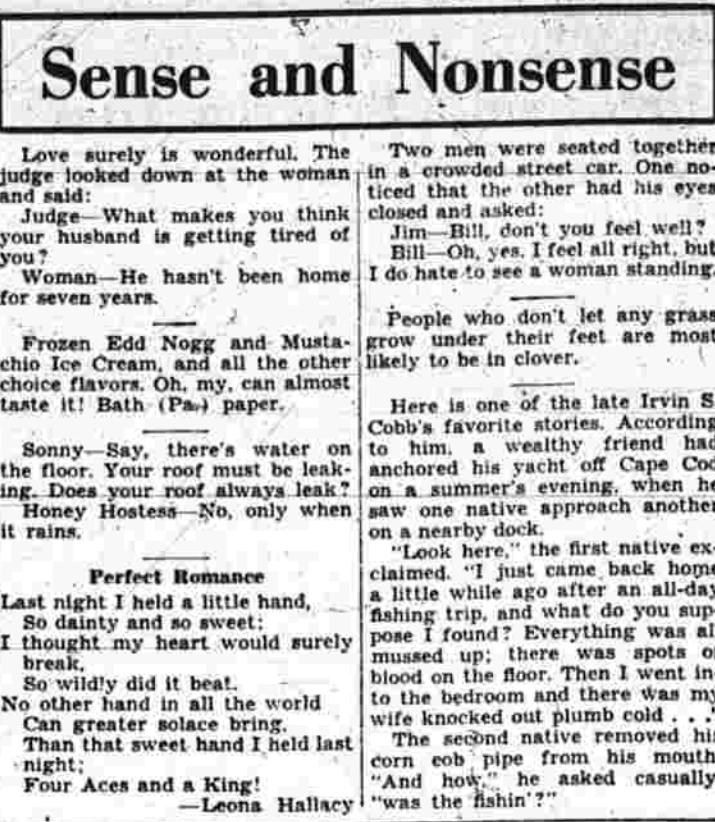 Sense and Nonsense
Love surely is wonderful. The
judge looked down at the woman
and said:
Judge—What makes you think
your husband is getting tired of
you?
Woman—He hasn't been home
for seven years.
Frozen Edd Nogg and Musta-
chio Ice Cream, and all the other
choice flavors. Oh, my, can almost
taste it! Bath (Pa.) paper.
Sonny—Say, there's water on
the floor. Your roof must be leak-
ing. Does your roof always leak?
Honey Hostess—No, only when
it rains.
Perfect Romance
Last night I held a little hand,
So dainty and so sweet;
I thought my heart would surely
break,
So wildly did it beat.
No other hand in all the world
Can greater solace bring,
Than that sweet hand I held last
night;
Four Aces and a King!
—Leona Hallacy
Two men were seated together
in a crowded street car. One no-
ticed that the other had his eyes
closed and asked:
Jim—Bill, don't you feel well?
Bill—Oh, yes, I feel all right, but
I do hate to see a woman standing.
People who don't let any grass
grow under their feet are most
likely to be in clover.
Here is one of the late Irvin S
Cobb's favorite stories. According
to him, a wealthy friend had
anchored his yacht off Cape Cod
on a summer's evening, when he
saw one native approach another
on a nearby dock.
"Look here," the first native ex-
claimed. "I just came back home
a little while ago after an all-day
fishing trip, and what do you sup-
pose I found? Everything was al
mussed up; there was spots o
blood on the floor. Then I went in-
to the bedroom and there was my
wife knocked out plumb cold . . ."
The second native removed his
corn cob pipe from his mouth
"And how," he asked casually
"was the fishin'?"